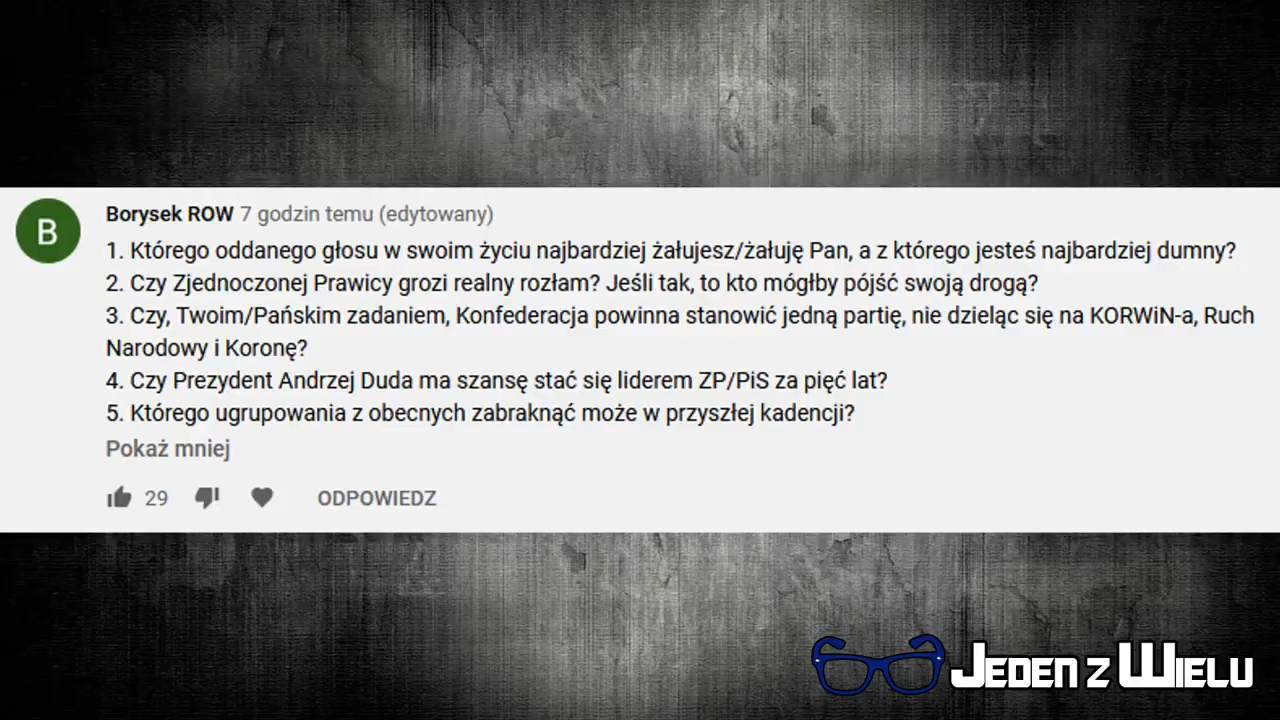 B
Borysek ROW 7 godzin temu (edytowany)
1. Którego oddanego głosu w swoim życiu najbardziej żałujesz/żałuję Pan, a z którego jesteś najbardziej dumny?
2. Czy Zjednoczonej Prawicy grozi realny rozłam? Jeśli tak, to kto mógłby pójść swoją drogą?
3. Czy, Twoim/Pańskim zadaniem, Konfederacja powinna stanowić jedną partię, nie dzieląc się na KORWiN-a, Ruch
Narodowy i Koronę?
4. Czy Prezydent Andrzej Duda ma szansę stać się liderem ZP/PiS za pięć lat?
5. Którego ugrupowania z obecnych zabraknąć może w przyszłej kadencji?
Pokaż mniej
29 ODPOWIEDZ
JEDEN Z WIELU